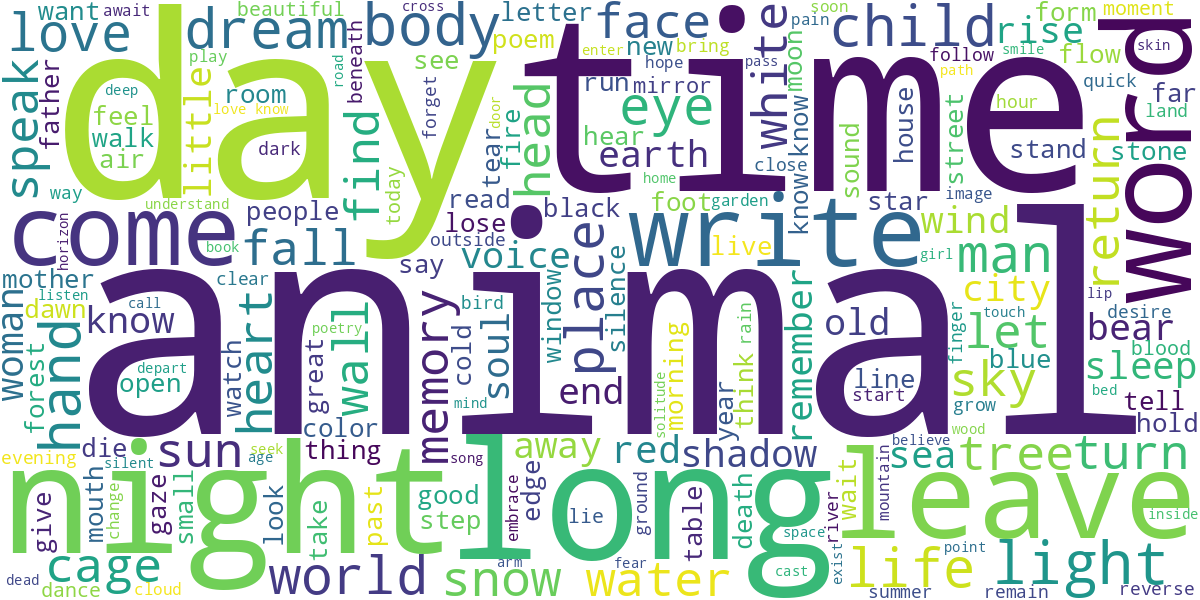 want await
beautiful
cross
letter
face
soon
cast
form
moment
love
dream
body
pain
child
rise
poem
new
bring
white
moon
follow
smile
flow
skin
word
day
time
play
road
beneath
see
enter
hope
pass
run
mirror
path
quick
far
speak
father
deep
room
love know
feel
walk
air
little
dark
find
forget
tear
door
fire
head
eye
hear
earth
close
know
know
sound
house
street
hour
stand
land
stone
way
today
understand
home
image
return
come
horizon
people
book
fall
read
lose
outside
black
foot
garden
star
write
live
wind
girl
man
voice
say
place
silence
mother
listen
dawn
call
clear
bird
window
city
lip
desire
touch
animal
woman
hand
know
poetry
heart
wall
memory
cold
soul
rain
remember
old
let
bear
finger
blue
blood
forest
depart
open
watch
great
mind
end
morning
solitude
think
year
line
start
sky
sleep
bed
grow
tell
hold
color
die
sun
seek
age
thing
song
away
red
shadow
wood
believe
sea
tree
turn
evening
silent
night
long
leave
give
mouth
change
gaze
small
look
take
past
good
step
embrace
edge
lie
ground
table
death
space
river
wait
mountain
inside
cage
world
snow
water
cast
exist
life
point
light
dead
dance
cloud
arm
fear
summer
remain
reverse